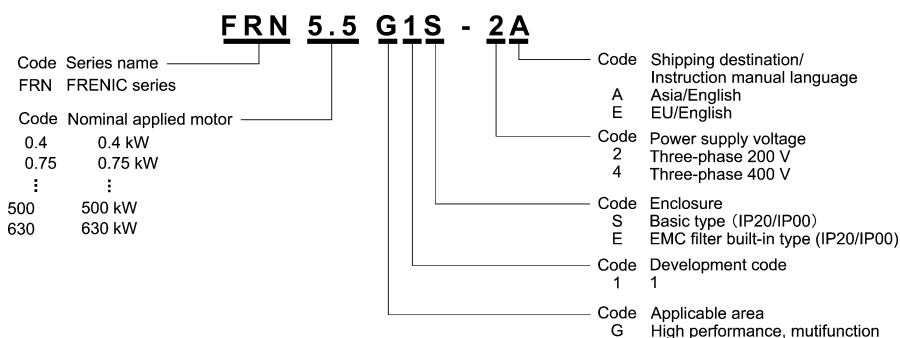 FRN 5.5 G1S - 2A
Code Series name
FRN FRENIC series
Code Nominal applied motor
0.4 0.4 kW
0.75 0.75 kW
⋮ ⋮
500 500 kW
630 630 kW
Code Shipping destination/
Instruction manual language
A Asia/English
E EU/English
Code Power supply voltage
2 Three-phase 200 V
4 Three-phase 400 V
Code Enclosure
S Basic type (IP20/IP00)
E EMC filter built-in type (IP20/IP00)
Code Development code
1 1
Code Applicable area
G High performance, mutifunction